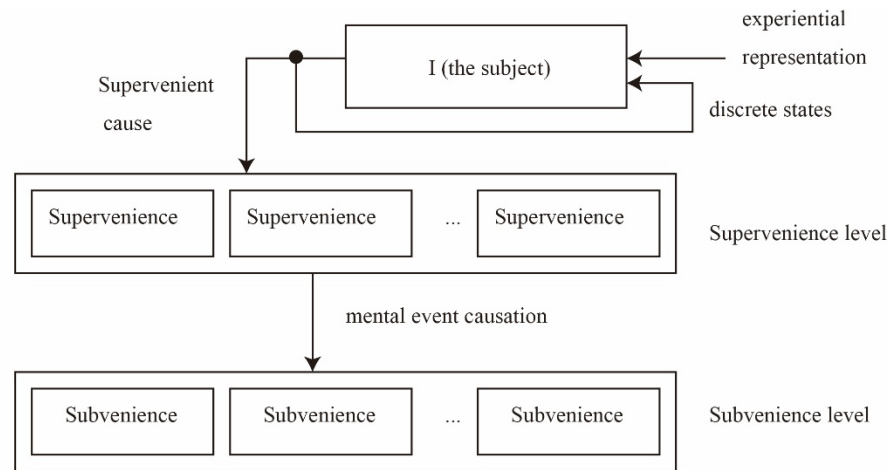 experiential
representation
I (the subject)
discrete states
Supervenient
cause
Supervenience Supervenience ... Supervenience
Supervenience level
mental event causation
Subvenience Subvenience ... Subvenience
Subvenience level